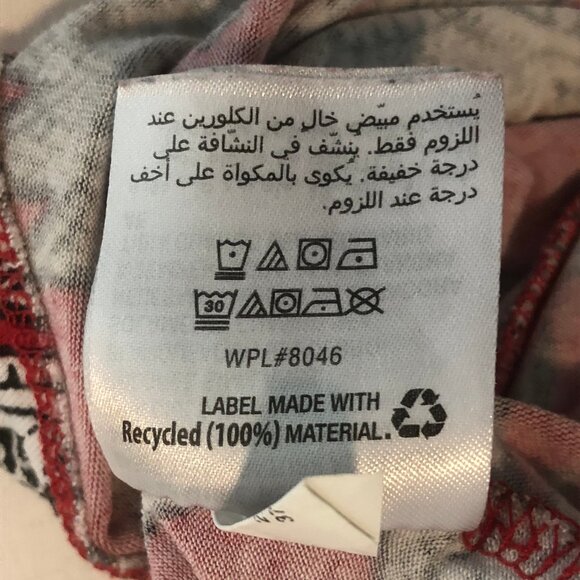 يُستخدم مبيّض خال من الكلورين عند
اللزوم فقط. يُنشّف في النشّافة على
درجة خفيفة. يُكوى بالمكواة على أخف
درجة عند اللزوم.
30
WPL#8046
LABEL MADE WITH
Recycled (100%) MATERIAL.